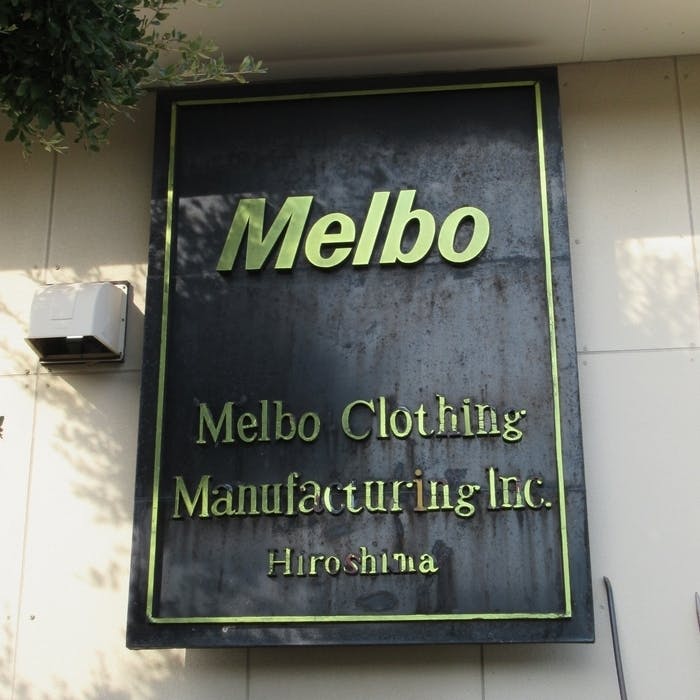 Melbo
Melbo Clothing
Manufacturing Inc.
Hiroshima